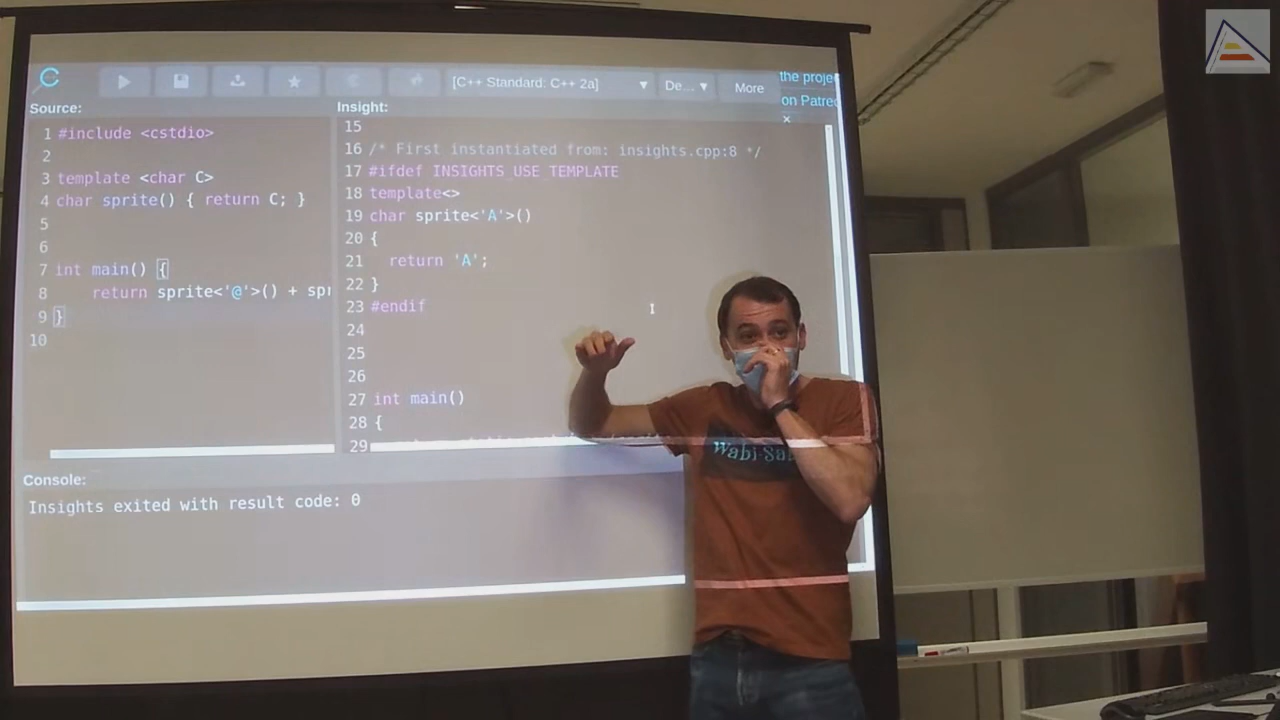 [C++ Standard: C++ 2a]
De...
More
the proje
on Patreo
×
Source:
1 #include <cstdio>
2
3 template <char C>
4 char sprite() { return C; }
5
6
7 int main() {
8 return sprite<'@'>() + spr
9 }
10
Insight:
15
16 /* First instantiated from: insights.cpp:8 */
17 #ifdef INSIGHTS_USE_TEMPLATE
18 template<>
19 char sprite<'A'>()
20 {
21 return 'A';
22 }
23 #endif
24
25
26
27 int main()
28 {
29
Console:
Insights exited with result code: 0
Wabi-Sa